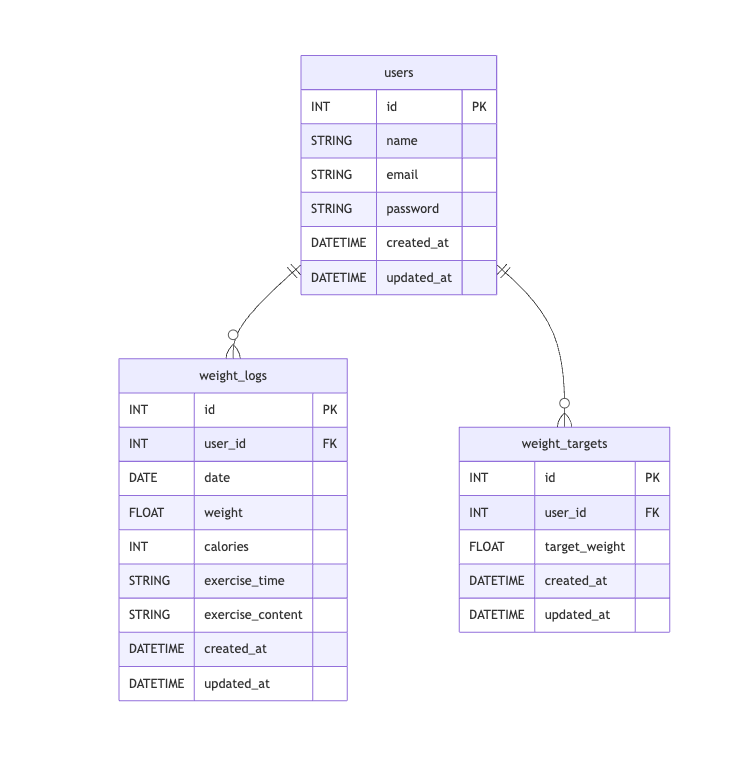 users
INT id PK
STRING name
STRING email
STRING password
DATETIME created_at
DATETIME updated_at
weight_logs
INT id PK
INT user_id FK
DATE date
FLOAT weight
INT calories
STRING exercise_time
STRING exercise_content
DATETIME created_at
DATETIME updated_at
weight_targets
INT id PK
INT user_id FK
FLOAT target_weight
DATETIME created_at
DATETIME updated_at